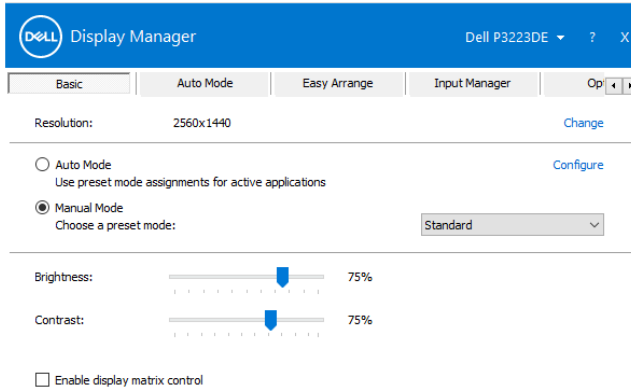 DELL Display Manager Dell P3223DE ? X
Basic Auto Mode Easy Arrange Input Manager Op
Resolution: 2560x1440 Change
Auto Mode Configure
Use preset mode assignments for active applications
Manual Mode
Choose a preset mode: Standard
Brightness: 75%
Contrast: 75%
Enable display matrix control